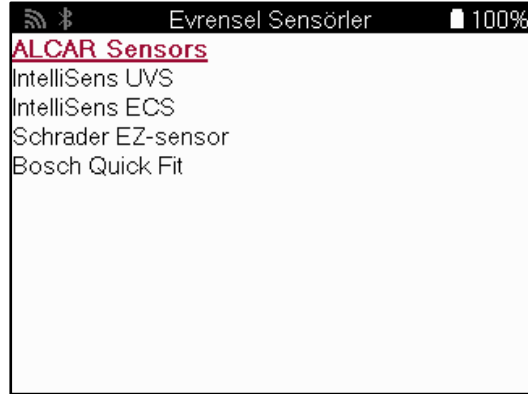 Evrensel Sensörler 100%
ALCAR Sensors
IntelliSens UVS
IntelliSens ECS
Schrader EZ-sensor
Bosch Quick Fit